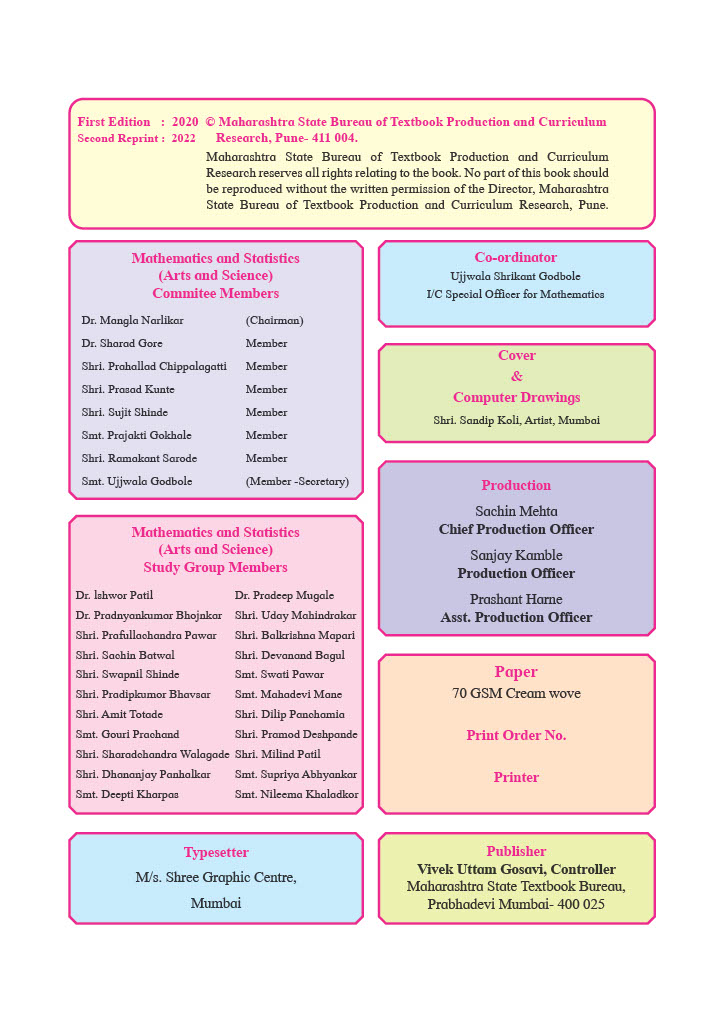 First Edition : 2020 © Maharashtra State Bureau of Textbook Production and Curriculum
Second Reprint : 2022 Research, Pune- 411 004.
Maharashtra State Bureau of Textbook Production and Curriculum
Research reserves all rights relating to the book. No part of this book should
be reproduced without the written permission of the Director, Maharashtra
State Bureau of Textbook Production and Curriculum Research, Pune.
Mathematics and Statistics
(Arts and Science)
Commitee Members
Dr. Mangla Narlikar (Chairman)
Dr. Sharad Gore Member
Shri. Prahallad Chippalagatti Member
Shri. Prasad Kunte Member
Shri. Sujit Shinde Member
Smt. Prajakti Gokhale Member
Shri. Ramakant Sarode Member
Smt. Ujjwala Godbole (Member -Secretary)
Mathematics and Statistics
(Arts and Science)
Study Group Members
Dr. lshwor Patil Dr. Pradeep Mugale
Dr. Pradnyankumar Bhojnkar Shri. Uday Mahindrakar
Shri. Prafullachandra Pawar Shri. Balkrishna Mapari
Shri. Sachin Batwal Shri. Devanand Bagul
Shri. Swapnil Shinde Smt. Swati Pawar
Shri. Pradipkumar Bhavsar Smt. Mahadevi Mane
Shri. Amit Totade Shri. Dilip Panchamia
Smt. Gouri Prachand Shri. Pramod Deshpande
Shri. Sharadchandra Walagade Shri. Milind Patil
Shri. Dhananjay Panhalkar Smt. Supriya Abhyankar
Smt. Deepti Kharpas Smt. Nileema Khaladkor
Typesetter
M/s. Shree Graphic Centre,
Mumbai
Co-ordinator
Ujjwala Shrikant Godbole
I/C Special Officer for Mathematics
Cover
&
Computer Drawings
Shri. Sandip Koli, Artist, Mumbai
Production
Sachin Mehta
Chief Production Officer
Sanjay Kamble
Production Officer
Prashant Harne
Asst. Production Officer
Paper
70 GSM Cream wove
Print Order No.
Printer
Publisher
Vivek Uttam Gosavi, Controller
Maharashtra State Textbook Bureau,
Prabhadevi Mumbai- 400 025